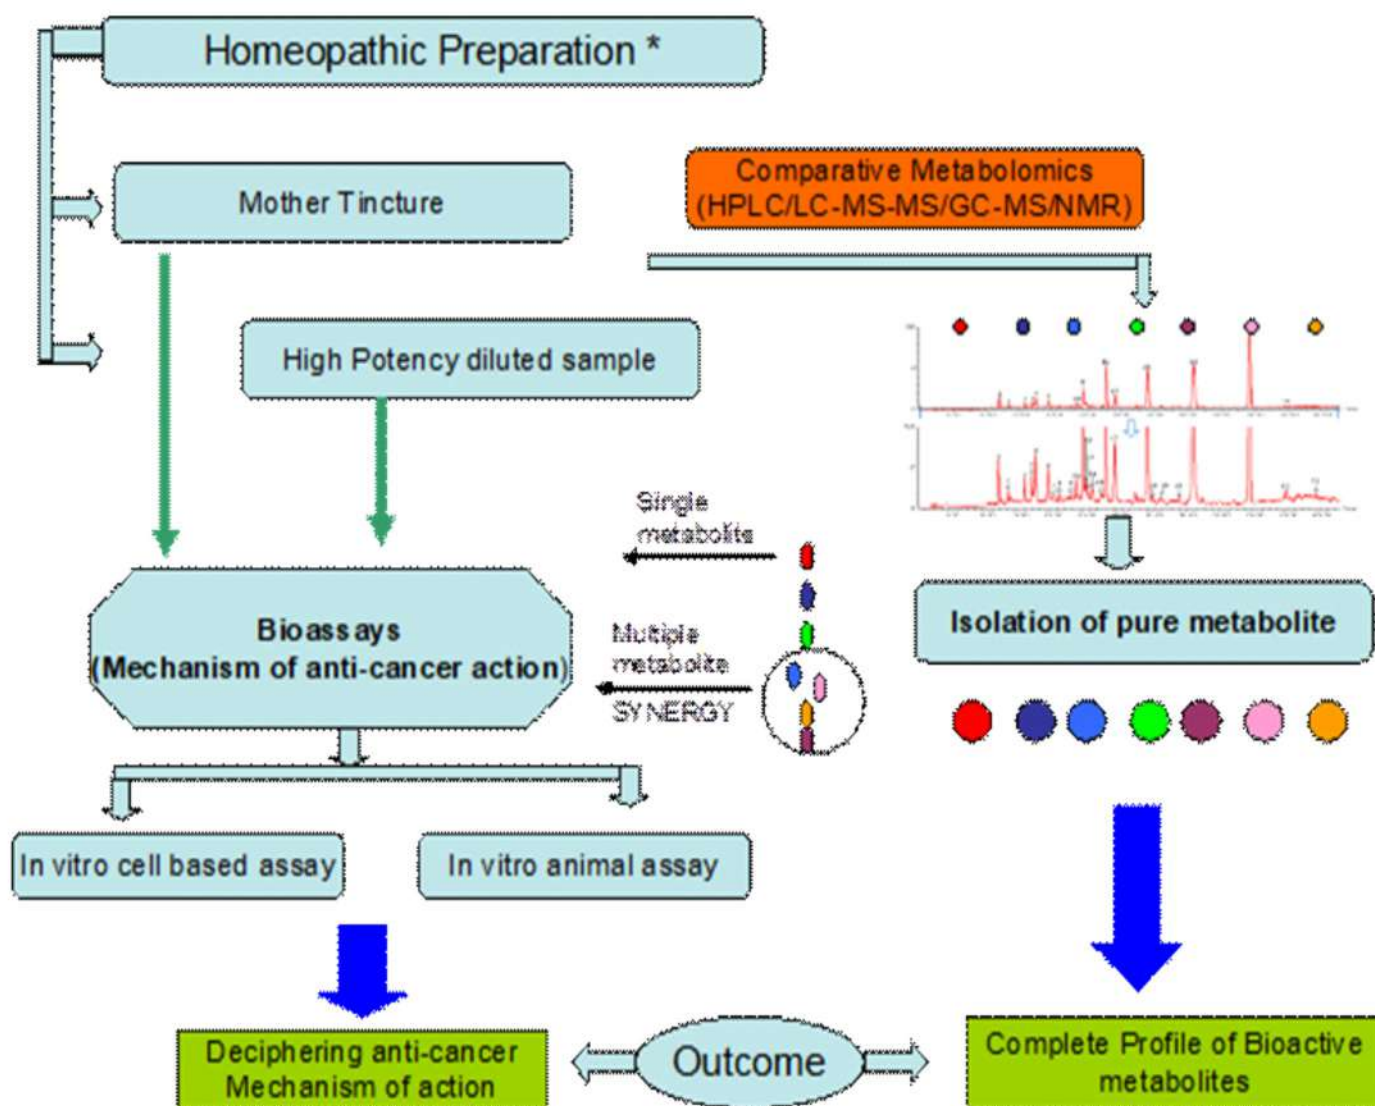 Homeopathic Preparation *
Mother Tincture
Comparative Metabolomics
(HPLC/LC-MS-MS/GC-MS/NMR)
High Potency diluted sample
Single
metabolite
Bioassays
(Mechanism of anti-cancer action)
Multiple
metabolite
SYNERGY
Isolation of pure metabolite
In vitro cell based assay
In vitro animal assay
Deciphering anti-cancer
Mechanism of action
Outcome
Complete Profile of Bioactive
metabolites